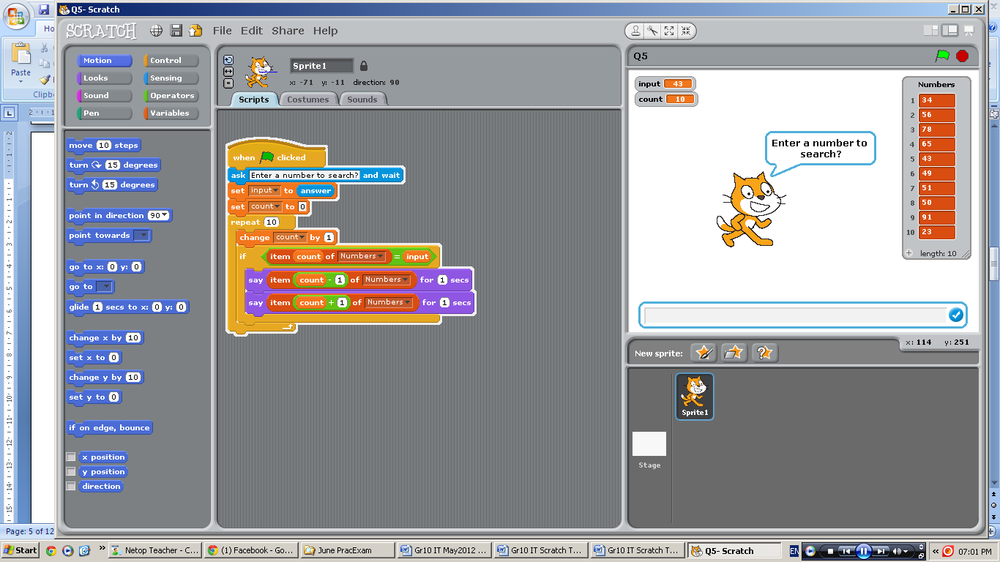 Q5- Scratch
Ho
Paste
Clipbo
SCRATCH
File Edit Share Help
Motion Control
Looks Sensing
Sound Operators
Pen Variables
move 10 steps
turn 15 degrees
turn 15 degrees
point in direction 90
point towards
go to x: 0 y: 0
go to
glide 1 secs to x: 0 y: 0
change x by 10
set x to 0
change y by 10
set y to 0
if on edge, bounce
x position
y position
direction
Sprite1
x: -71 y: -11 direction: 90
Scripts Costumes Sounds
when clicked
ask Enter a number to search? and wait
set input to answer
set count to 0
repeat 10
change count by 1
if item count of Numbers = input
say item count - 1 of Numbers for 1 secs
say item count + 1 of Numbers for 1 secs
Q5
input 43
count 10
Enter a number to
search?
Numbers
1 34
2 56
3 78
4 65
5 43
6 49
7 51
8 50
9 91
10 23
+ length: 10
x: 114 y: 251
New sprite:
Sprite1
Stage
Page: 5 of 12
Start
Netop Teacher - C...
(1) Facebook - Go...
June PracExam
Gr10 IT May2012 ...
Gr10 IT Scratch T...
Gr10 IT Scratch T...
Q5- Scratch
EN
07:01 PM